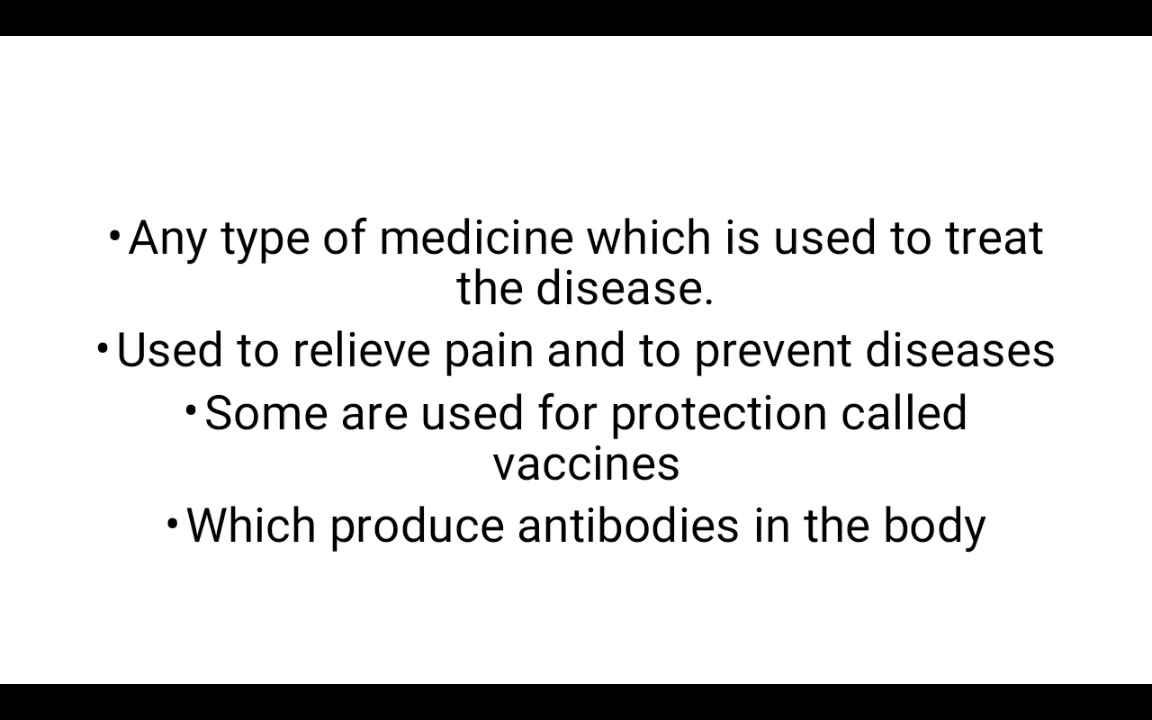 •Any type of medicine which is used to treat
the disease.
•Used to relieve pain and to prevent diseases
•Some are used for protection called
vaccines
•Which produce antibodies in the body